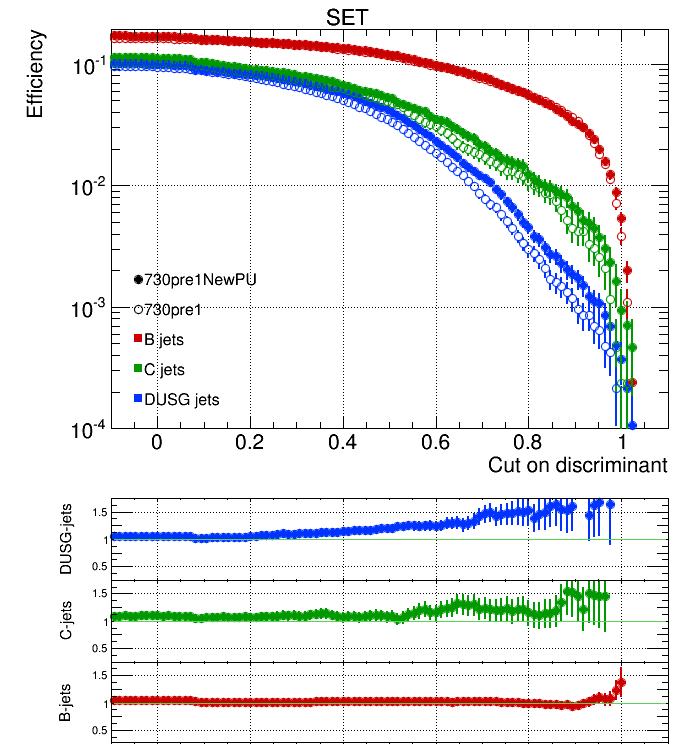 SET
Efficiency
10⁻¹
10⁻²
10⁻³
10⁻⁴
730pre1NewPU
730pre1
B jets
C jets
DUSG jets
0 0.2 0.4 0.6 0.8 1
Cut on discriminant
DUSG-jets
1.5
1
0.5
C-jets
1.5
1
0.5
B-jets
1.5
1
0.5